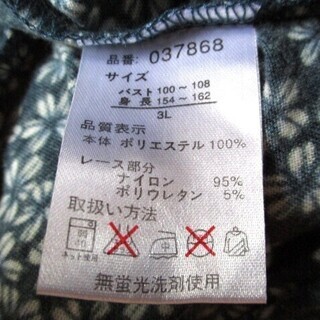 品番: 037868
サイズ
バスト 100～108
身長 154～162
3L
品質表示
本体 ポリエステル 100%
レース部分
ナイロン 95%
ポリウレタン 5%
取扱い方法
中
ネット使用
無蛍光洗剤使用